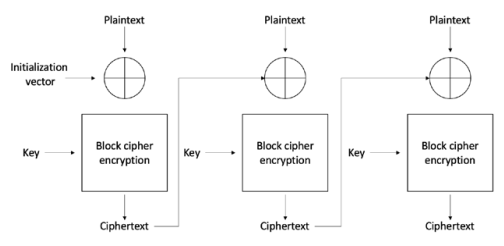 Plaintext
Plaintext
Plaintext
Initialization
vector
Key
Block cipher
encryption
Key
Block cipher
encryption
Key
Block cipher
encryption
Ciphertext
Ciphertext
Ciphertext